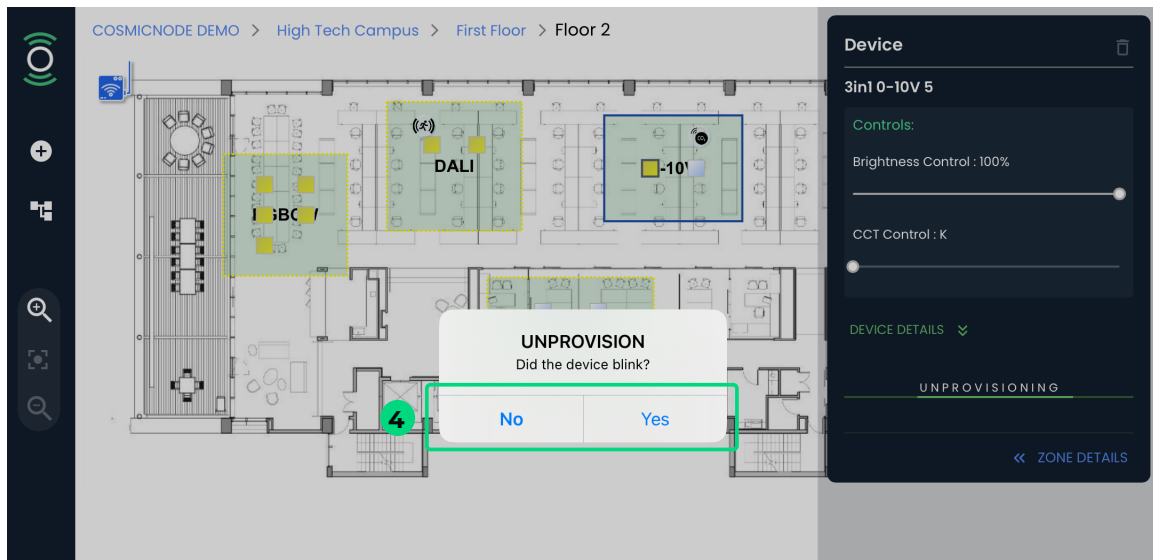 COSMICNODE DEMO > High Tech Campus > First Floor > Floor 2
Device
3in1 0-10V 5
Controls:
Brightness Control : 100%
CCT Control : K
DEVICE DETAILS
UNPROVISIONING
ZONE DETAILS
DALI
-10V
CO₂
UNPROVISION
Did the device blink?
4
No
Yes